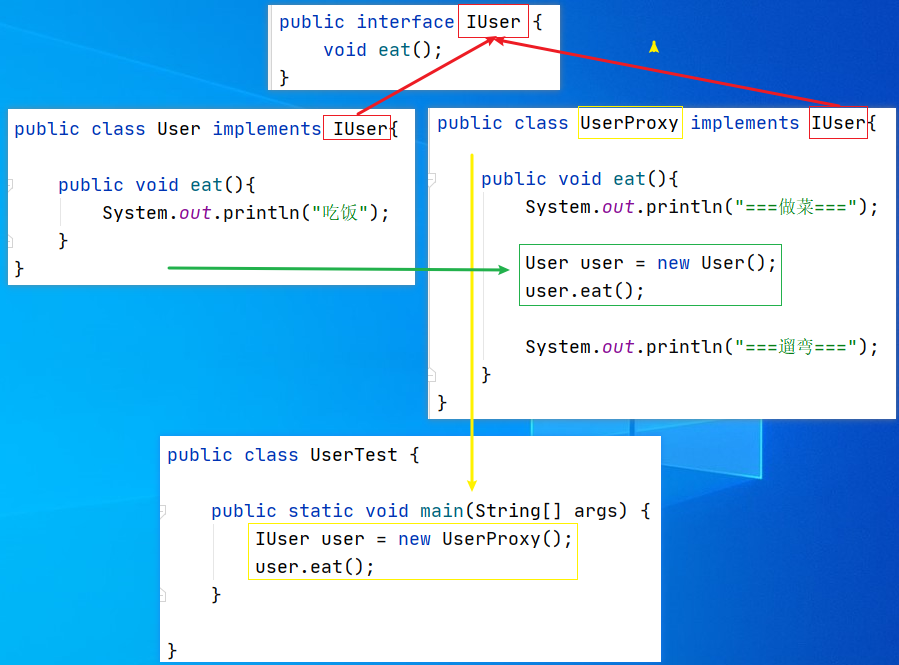 public interface IUser {
    void eat();
}
public class User implements IUser{
    public void eat(){
        System.out.println("吃饭");
    }
}
public class UserProxy implements IUser{
    public void eat(){
        System.out.println("===做菜===");
        User user = new User();
        user.eat();
        System.out.println("===遛弯===");
    }
}
public class UserTest {
    public static void main(String[] args) {
        IUser user = new UserProxy();
        user.eat();
    }
}